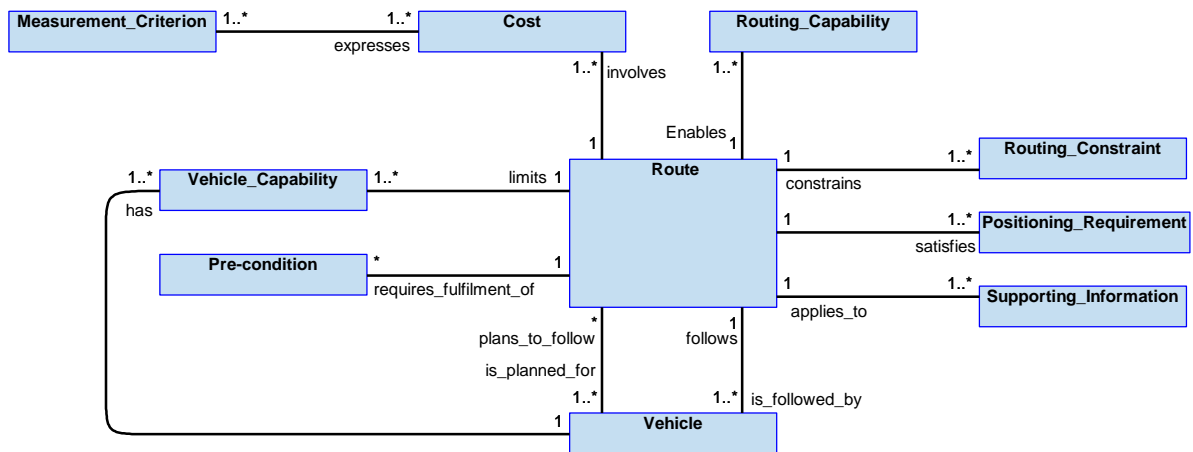 Measurement_Criterion
1..*
1..*
expresses
Cost
Routing_Capability
1..*
involves
1..*
Enables
1
1
Route
1
1..*
Routing_Constraint
constrains
1..*
Vehicle_Capability
1..*
limits
1
has
1
1..*
Positioning_Requirement
satisfies
Pre-condition
*
1
requires_fulfilment_of
1
1..*
Supporting_Information
applies_to
*
1
plans_to_follow
follows
is_planned_for
1..*
1..*
is_followed_by
1
Vehicle